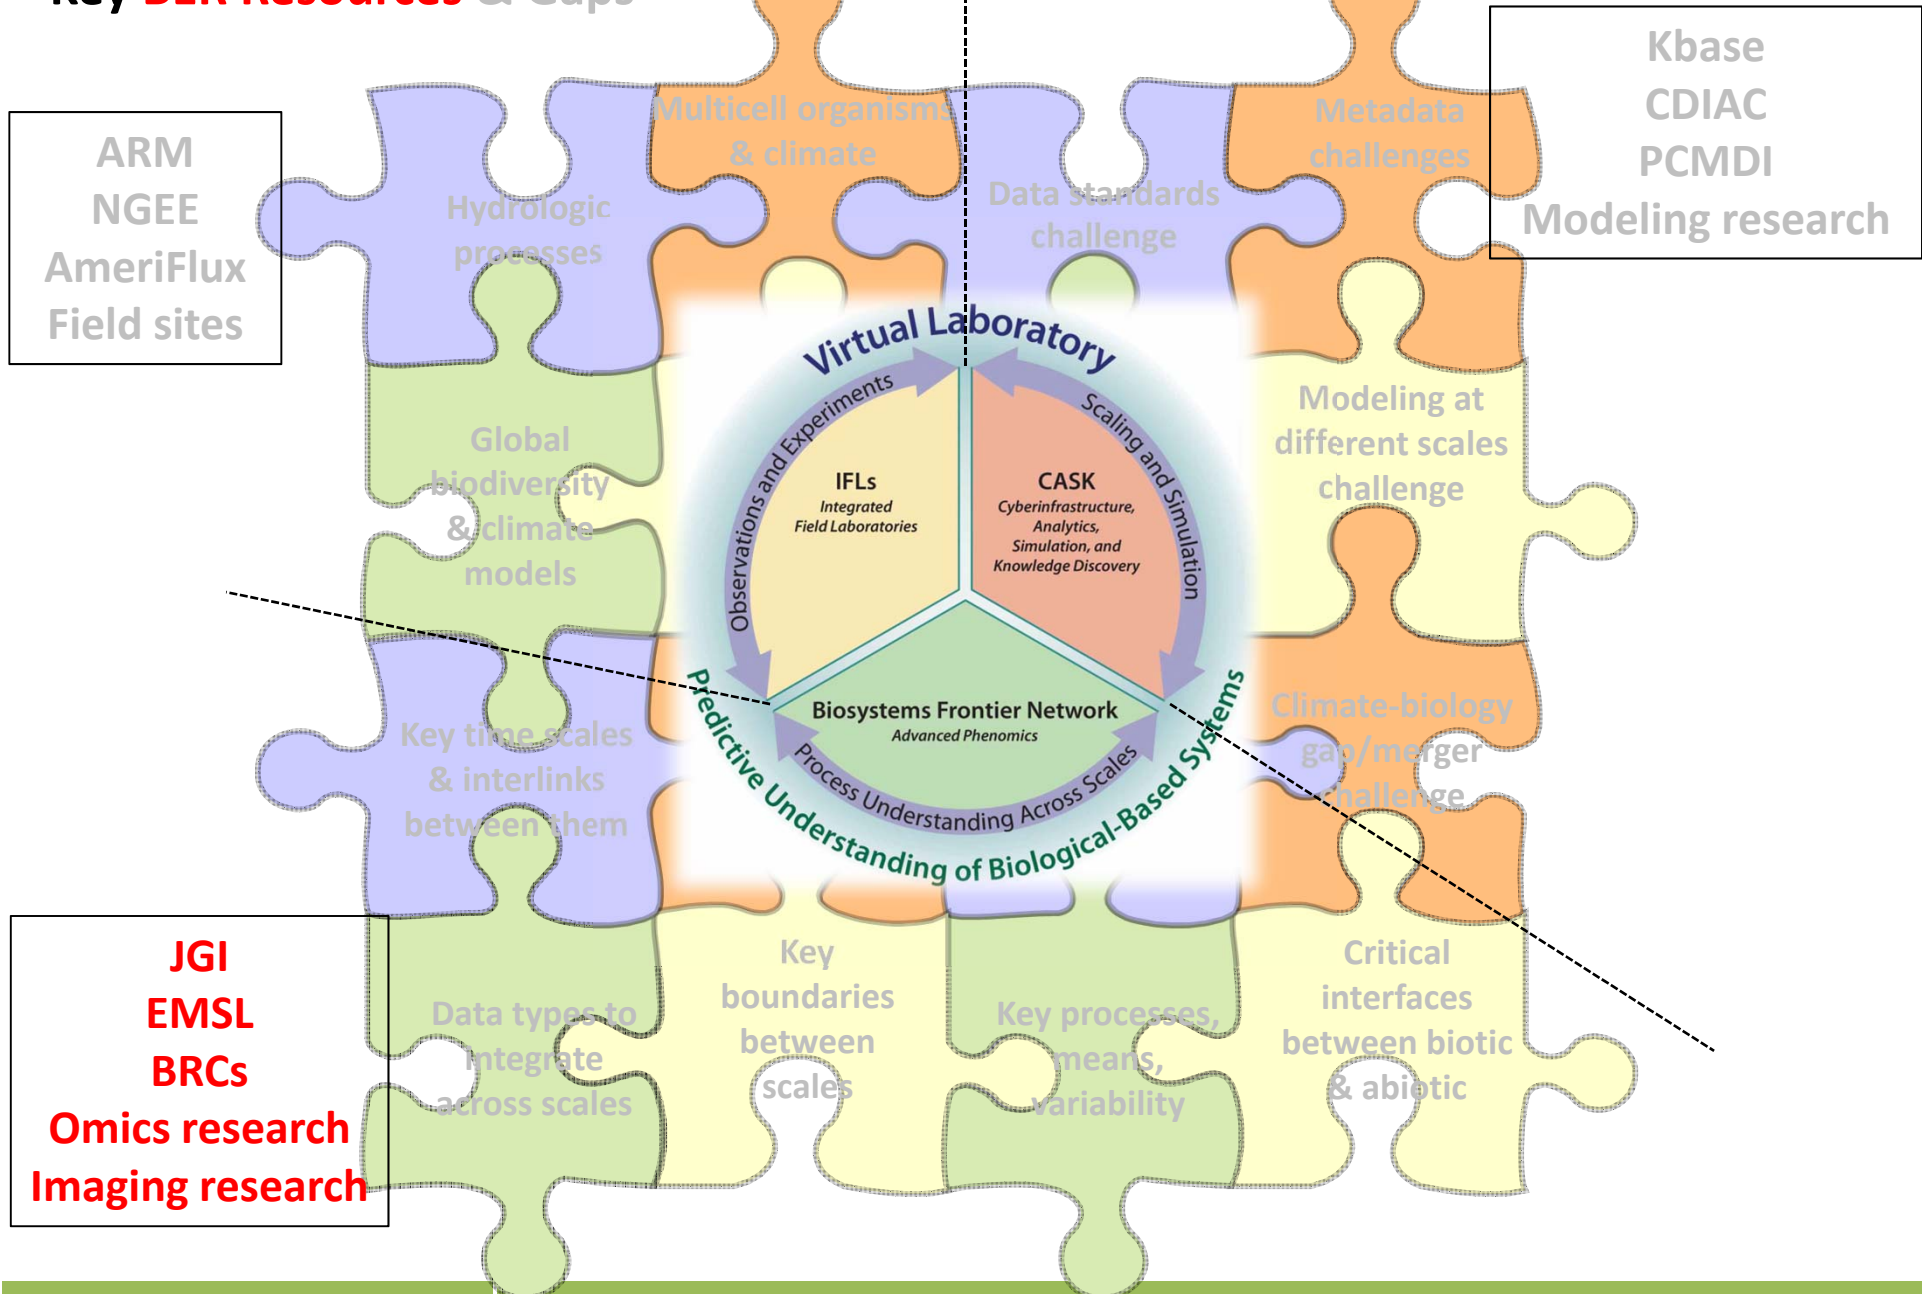 Key BER Resources & Gaps
Kbase
CDIAC
PCMDI
Modeling research
ARM
NGEE
AmeriFlux
Field sites
Multicell organisms
& climate
Metadata
challenges
Hydrologic
processes
Data standards
challenge
Global
biodiversity
& climate
models
Modeling at
different scales
challenge
Virtual Laboratory
Observations and Experiments
Scaling and Simulation
IFLs
Integrated
Field Laboratories
CASK
Cyberinfrastructure,
Analytics,
Simulation, and
Knowledge Discovery
Biosystems Frontier Network
Advanced Phenomics
Process Understanding Across Scales
Predictive Understanding of Biological-Based Systems
Key time scales
& interlinks
between them
Climate-biology
gap/merger
challenge
JGI
EMSL
BRCs
Omics research
Imaging research
Data types to
integrate
across scales
Key
boundaries
between
scales
Key processes,
means,
variability
Critical
interfaces
between biotic
& abiotic